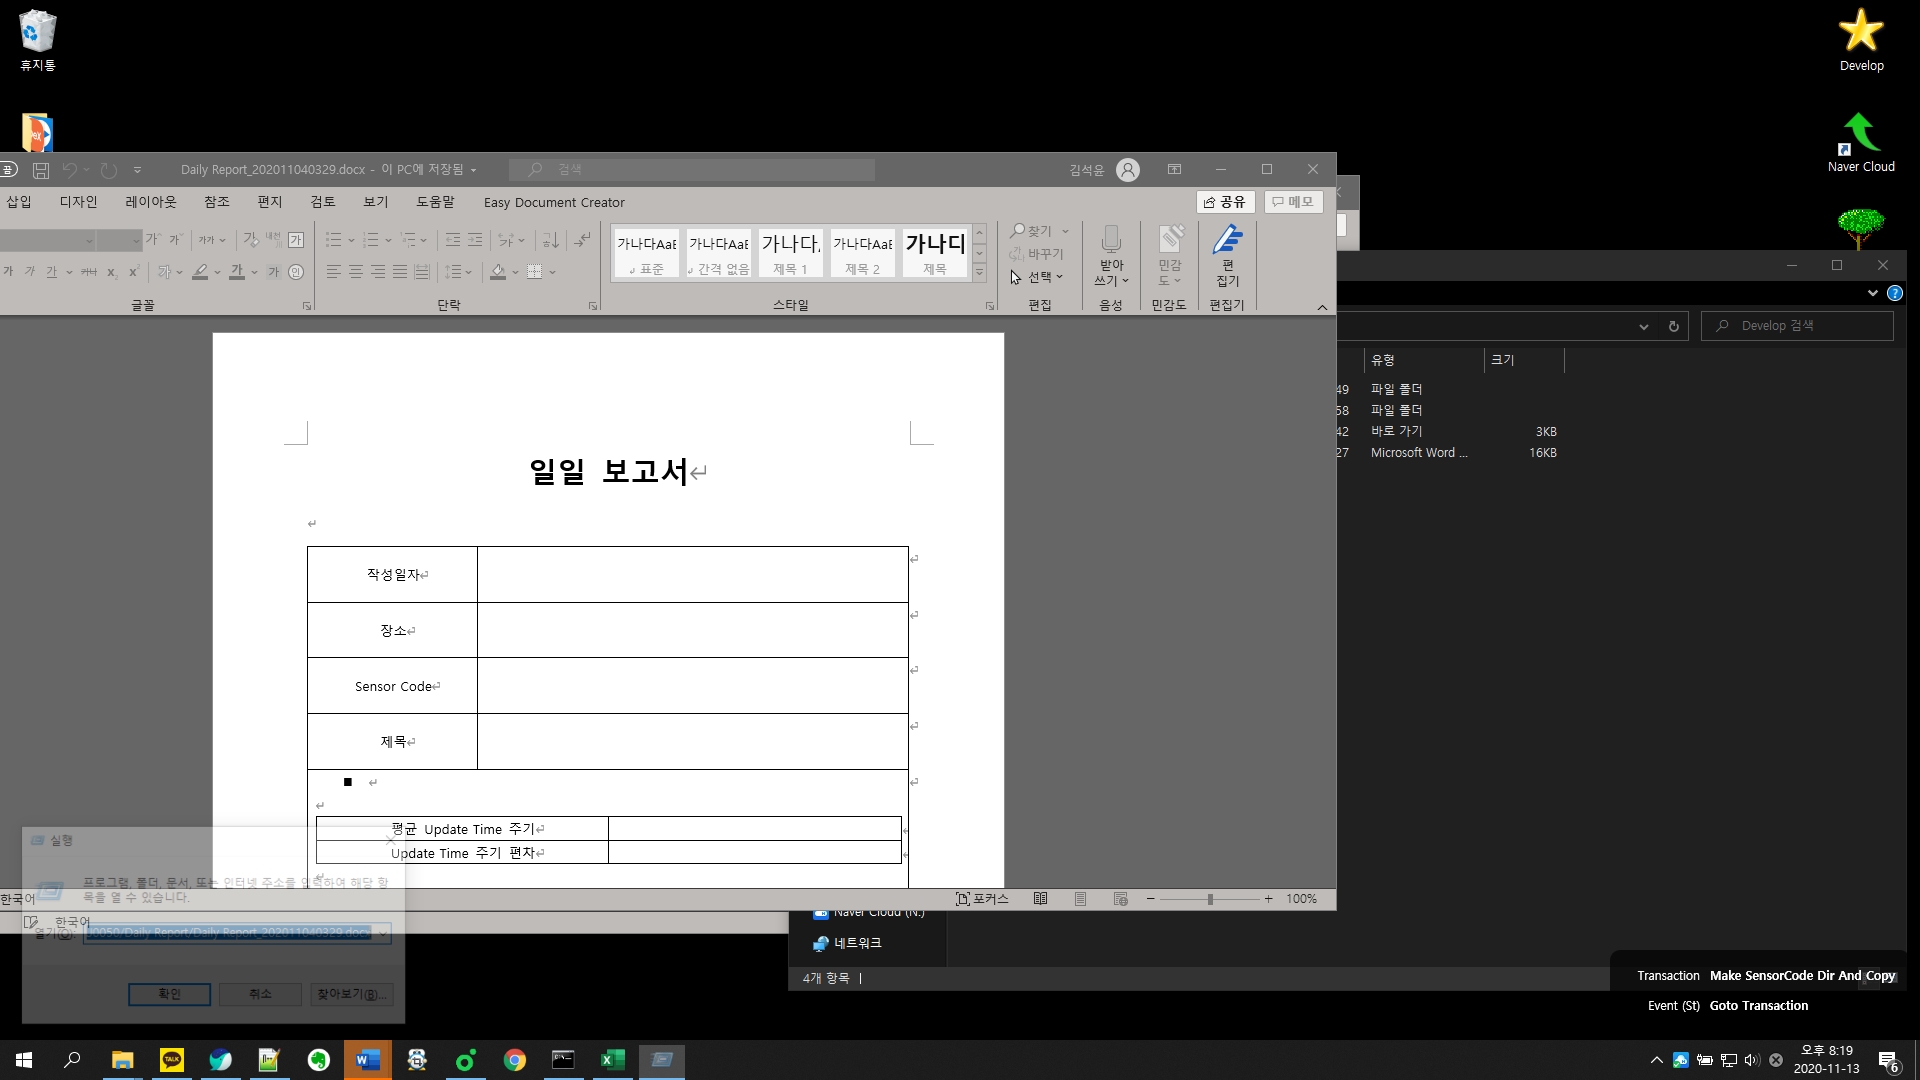 휴지통
Develop
Naver Cloud
Daily Report_202011040329.docx - 이 PC에 저장됨
검색
김석윤
삽입 디자인 레이아웃 참조 편지 검토 보기 도움말 Easy Document Creator
공유 메모
가나다AaB 가나다AaB 가나다, 가나다AaB 가나다
표준 간격 없음 제목 1 제목 2 제목
찾기
바꾸기
선택
받아
쓰기
민감
도
편
집기
글꼴 단락 스타일 편집 음성 민감도 편집기
Develop 검색
유형 크기
49 파일 폴더
58 파일 폴더
42 바로 가기 3KB
27 Microsoft Word ... 16KB
일일 보고서
작성일자
장소
Sensor Code
제목
평균 Update Time 주기
Update Time 주기 편차
실행
프로그램, 폴더, 문서, 또는 인터넷 주소를 입력하여 해당 항
목을 열 수 있습니다.
한국어
한국어
열기(O): 00050/Daily Report/Daily Report_202011040329.docx
확인 취소 찾아보기(B)...
포커스 100%
Naver Cloud (N:)
네트워크
4개 항목
Transaction Make SensorCode Dir And Copy
Event (St) Goto Transaction
TALK
오후 8:19
2020-11-13
6